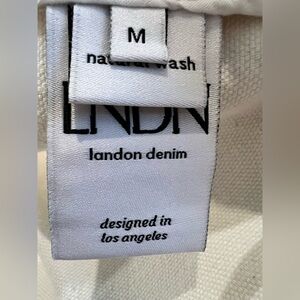 M
natural wash
LNDN
landon denim
designed in
los angeles